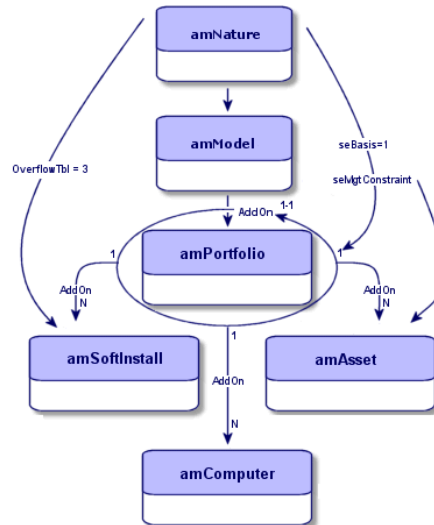 amNature
amModel
OverflowTbl = 3
seBasis=1
seMgtConstraint
1-1
AddOn
1
amPortfolio
1
AddOn
N
AddOn
N
1
amSoftInstall
amAsset
AddOn
N
amComputer